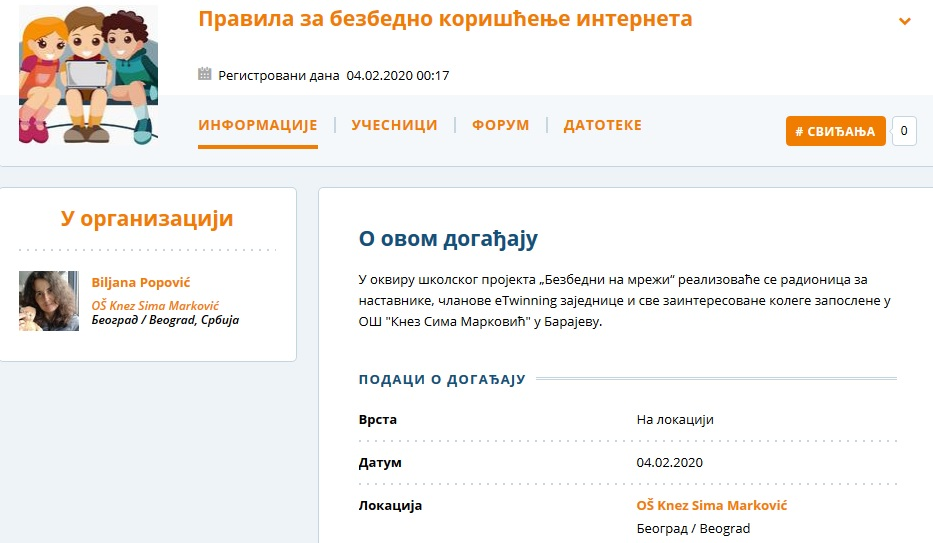 Правила за безбедно коришћење интернета
Регистровани дана 04.02.2020 00:17
ИНФОРМАЦИЈЕ
УЧЕСНИЦИ
ФОРУМ
ДАТОТЕКЕ
# СВИЂАЊА
0
У организацији
Biljana Popović
OŠ Knez Sima Marković
Београд / Beograd, Србија
О овом догађају
У оквиру школског пројекта „Безбедни на мрежи“ реализоваће се радионица за
наставнике, чланове eTwinning заједнице и све заинтересоване колеге запослене у
ОШ "Кнез Сима Марковић" у Барајеву.
ПОДАЦИ О ДОГАЂАЈУ
Врста На локацији
Датум 04.02.2020
Локација OŠ Knez Sima Marković
Београд / Beograd